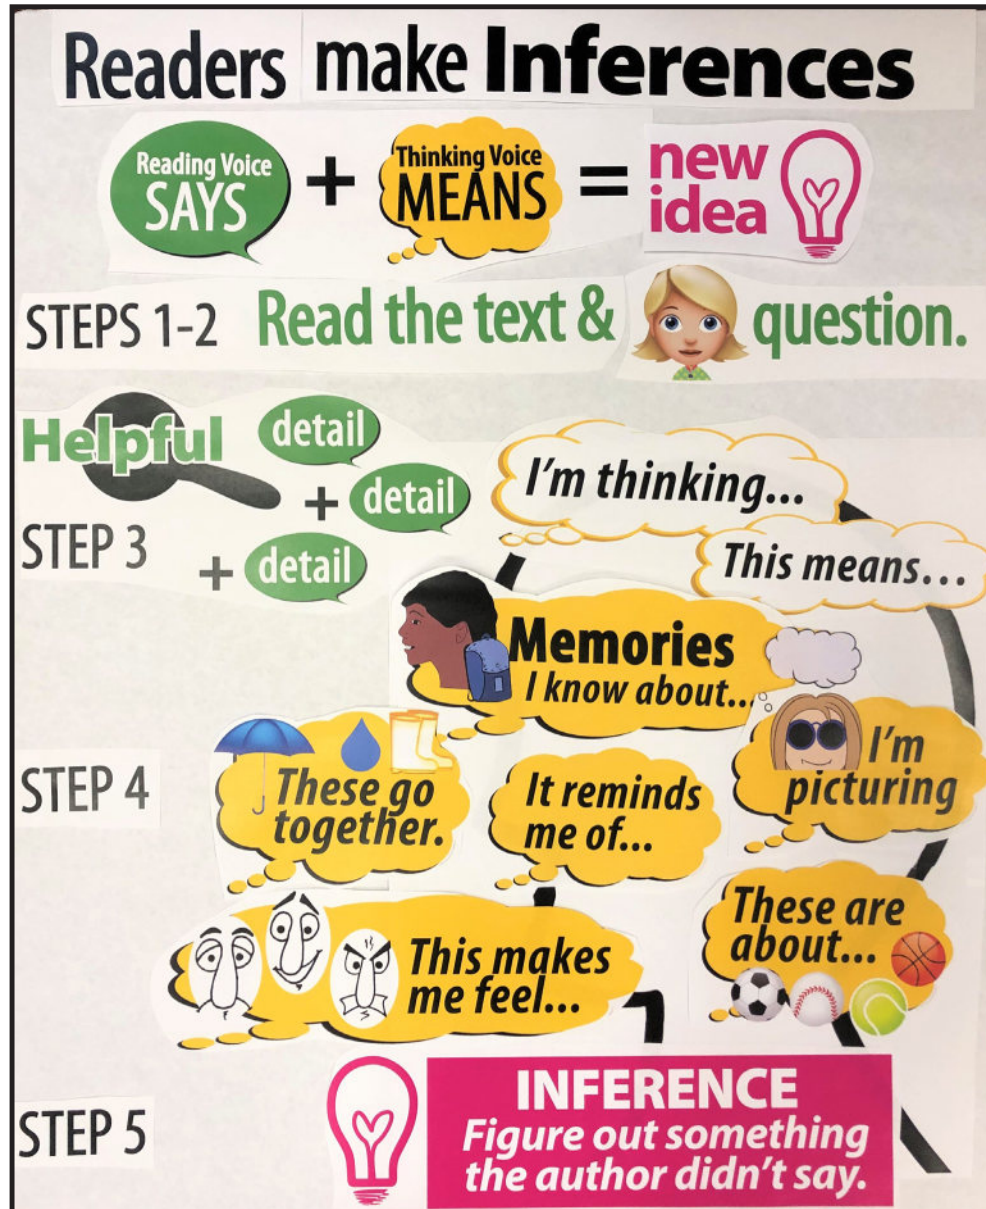 Readers make Inferences
Reading Voice
SAYS
+
Thinking Voice
MEANS
=
new
idea
STEPS 1-2 Read the text & question.
Helpful
detail
+ detail
STEP 3
+ detail
I'm thinking...
This means...
Memories
I know about...
STEP 4
These go
together.
It reminds
me of...
I'm
picturing
This makes
me feel...
These are
about...
STEP 5
INFERENCE
Figure out something
the author didn't say.